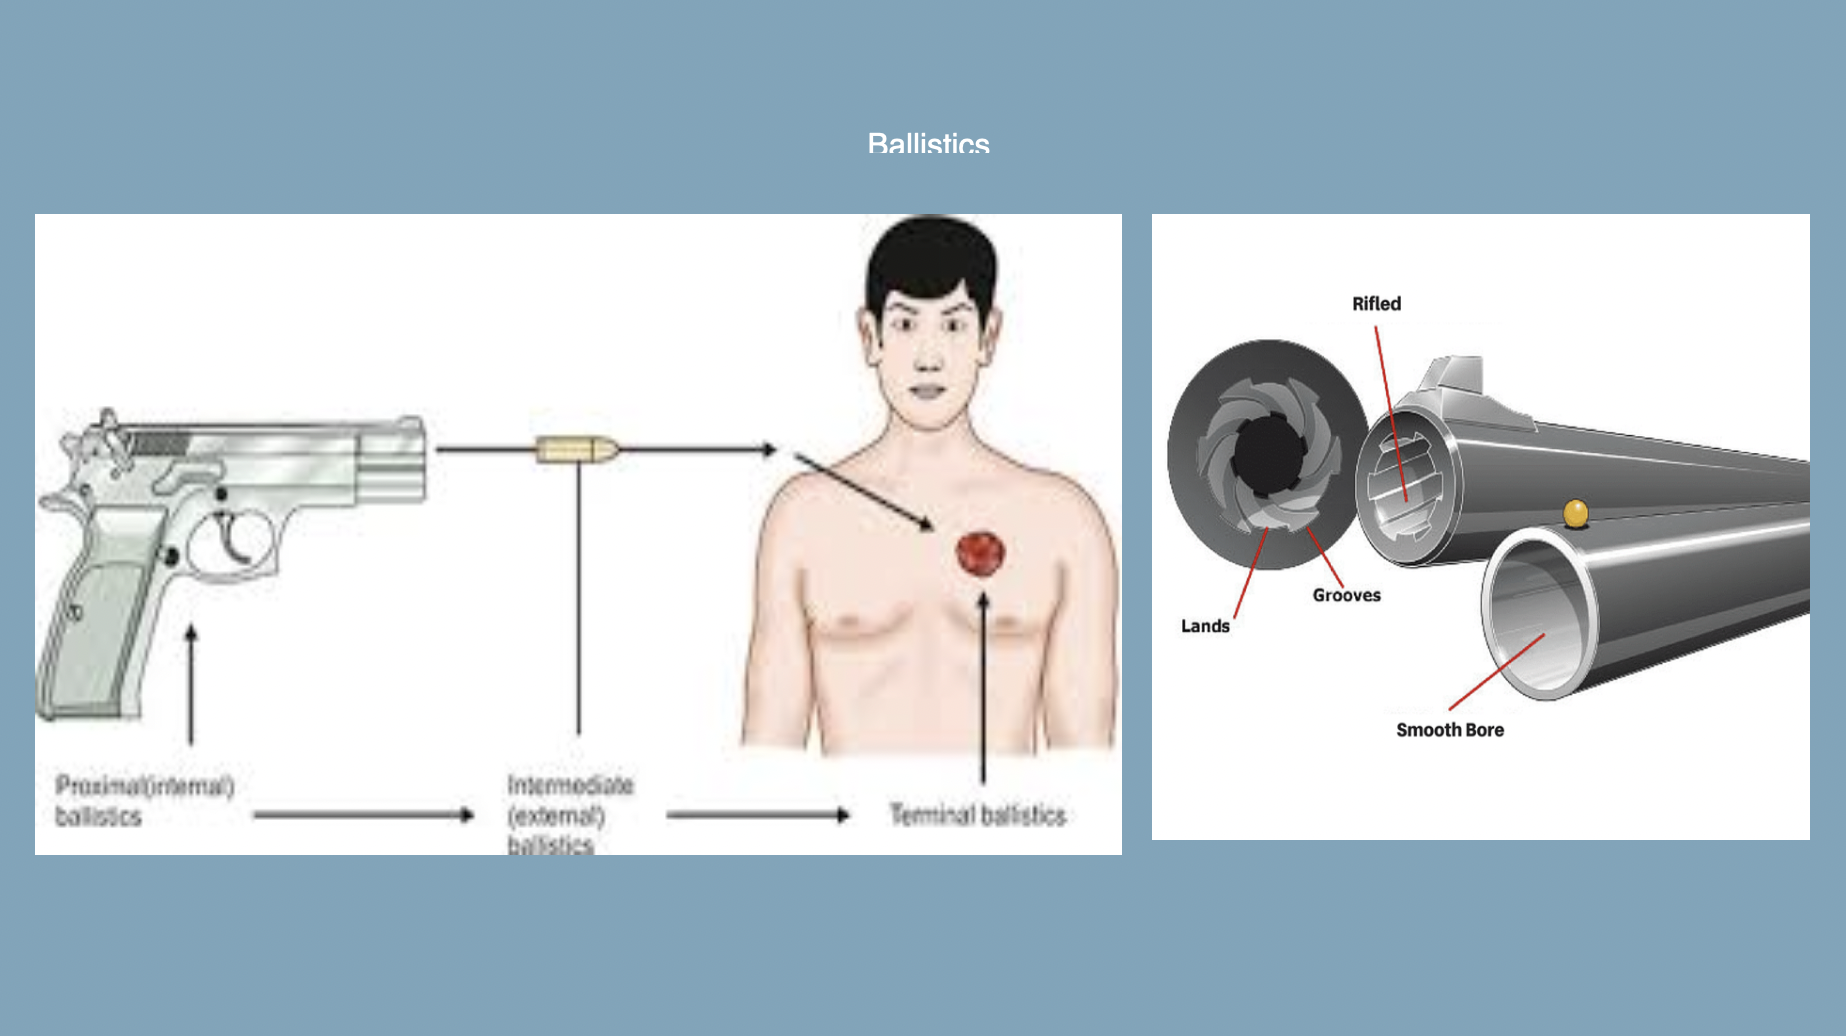 Ballistics
Proximal(internal)
ballistics
Intermediate
(external)
ballistics
Terminal ballistics
Rifled
Grooves
Lands
Smooth Bore